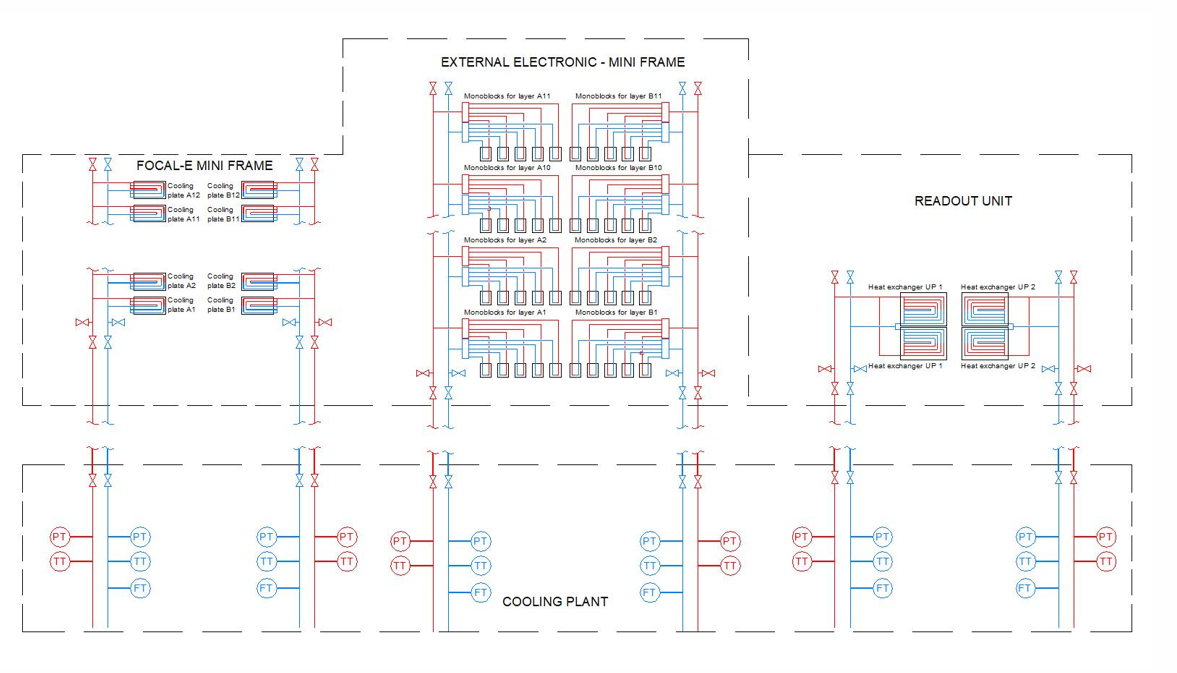 EXTERNAL ELECTRONIC - MINI FRAME
Monoblocks for layer A11
Monoblocks for layer B11
FOCAL-E MINI FRAME
Cooling
plate A12
Cooling
plate B12
Cooling
plate A11
Cooling
plate B11
Monoblocks for layer A10
Monoblocks for layer B10
READOUT UNIT
Monoblocks for layer A2
Monoblocks for layer B2
Cooling
plate A2
Cooling
plate B2
Cooling
plate A1
Cooling
plate B1
Heat exchanger UP 1
Heat exchanger UP 2
Monoblocks for layer A1
Monoblocks for layer B1
Heat exchanger UP 1
Heat exchanger UP 2
PT
PT
PT
PT
PT
PT
PT
PT
PT
PT
PT
PT
TT
TT
TT
TT
TT
TT
TT
TT
TT
TT
TT
TT
FT
FT
FT
FT
FT
FT
COOLING PLANT